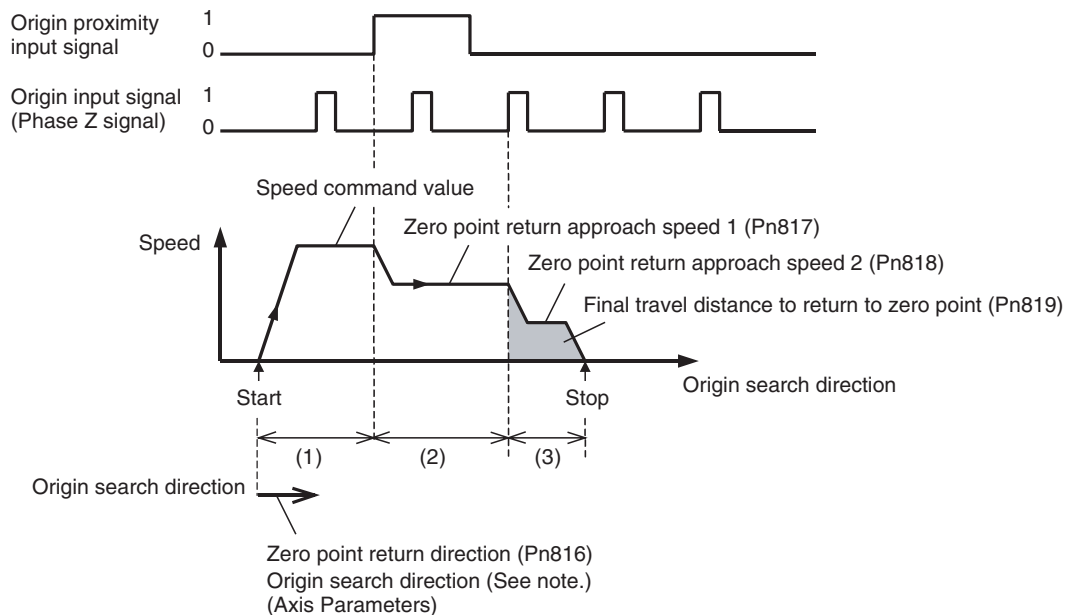 Origin proximity
input signal
1
0
Origin input signal
(Phase Z signal)
1
0
Speed command value
Zero point return approach speed 1 (Pn817)
Speed
Zero point return approach speed 2 (Pn818)
Final travel distance to return to zero point (Pn819)
Origin search direction
Start
Stop
(1)
(2)
(3)
Origin search direction
Zero point return direction (Pn816)
Origin search direction (See note.)
(Axis Parameters)